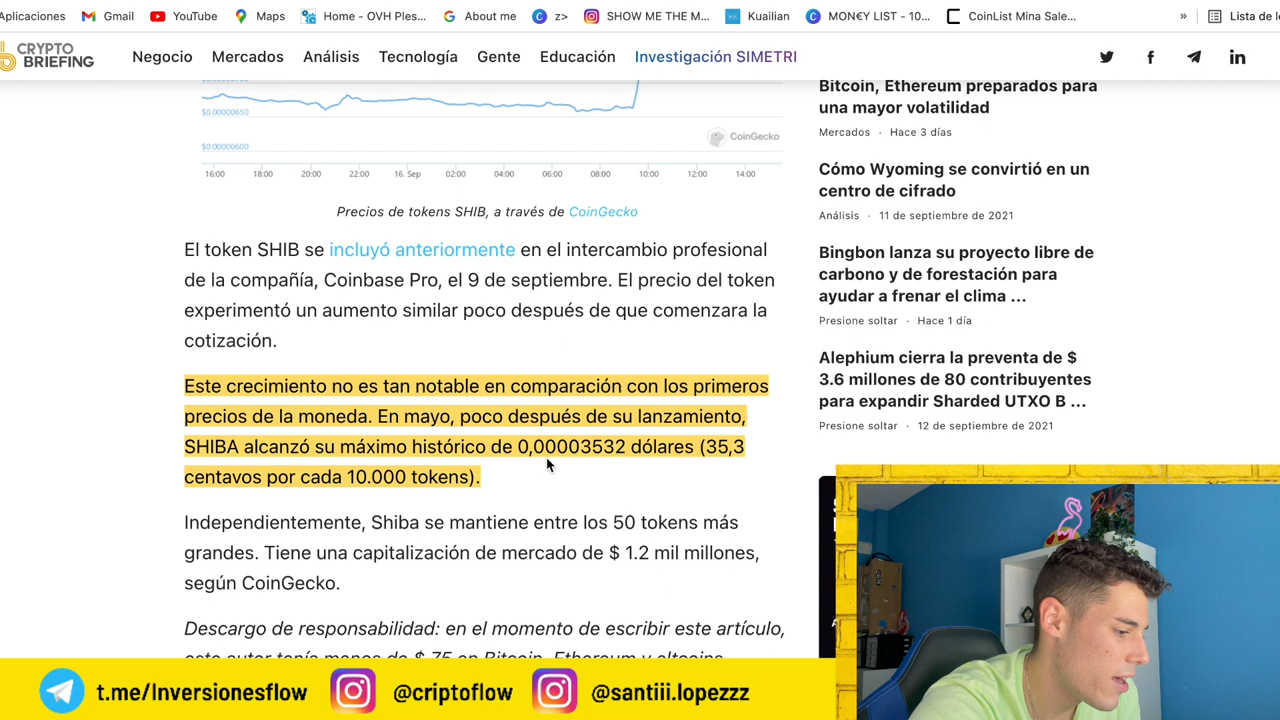 Aplicaciones
Gmail
YouTube
Maps
Home - OVH Ples...
About me
z>
SHOW ME THE M...
Kuailian
MON€Y LIST - 10...
CoinList Mina Sale...
»
Lista de
CRYPTO
BRIEFING
Negocio
Mercados
Análisis
Tecnología
Gente
Educación
Investigación SIMETRI
$0.00000650
$0.00000600
CoinGecko
16:00 18:00 20:00 22:00 16. Sep 02:00 04:00 06:00 08:00 10:00 12:00 14:00
Precios de tokens SHIB, a través de CoinGecko
El token SHIB se incluyó anteriormente en el intercambio profesional
de la compañía, Coinbase Pro, el 9 de septiembre. El precio del token
experimentó un aumento similar poco después de que comenzara la
cotización.
Este crecimiento no es tan notable en comparación con los primeros
precios de la moneda. En mayo, poco después de su lanzamiento,
SHIBA alcanzó su máximo histórico de 0,00003532 dólares (35,3
centavos por cada 10.000 tokens).
Independientemente, Shiba se mantiene entre los 50 tokens más
grandes. Tiene una capitalización de mercado de $ 1.2 mil millones,
según CoinGecko.
Descargo de responsabilidad: en el momento de escribir este artículo,
este autor tenía menos de $ 75 en Bitcoin, Ethereum y altcoins.
Bitcoin, Ethereum preparados para
una mayor volatilidad
Mercados · Hace 3 días
Cómo Wyoming se convirtió en un
centro de cifrado
Análisis · 11 de septiembre de 2021
Bingbon lanza su proyecto libre de
carbono y de forestación para
ayudar a frenar el clima ...
Presione soltar · Hace 1 día
Alephium cierra la preventa de $
3.6 millones de 80 contribuyentes
para expandir Sharded UTXO B ...
Presione soltar · 12 de septiembre de 2021
t.me/Inversionesflow
@criptoflow
@santiii.lopezzz